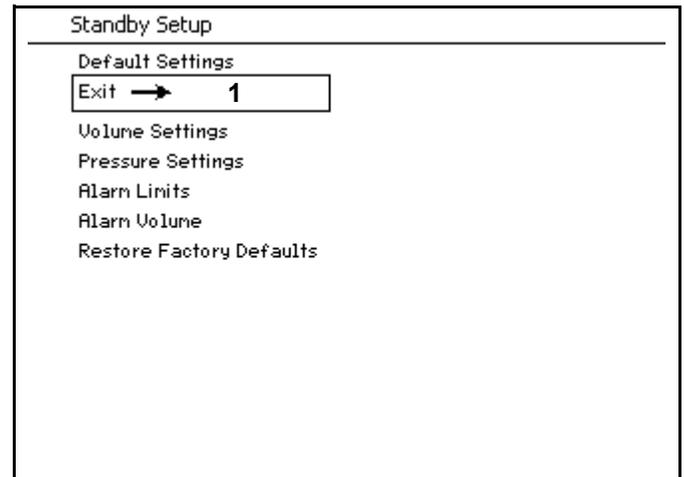 Standby Setup
Default Settings
Exit → 1
Volume Settings
Pressure Settings
Alarm Limits
Alarm Volume
Restore Factory Defaults